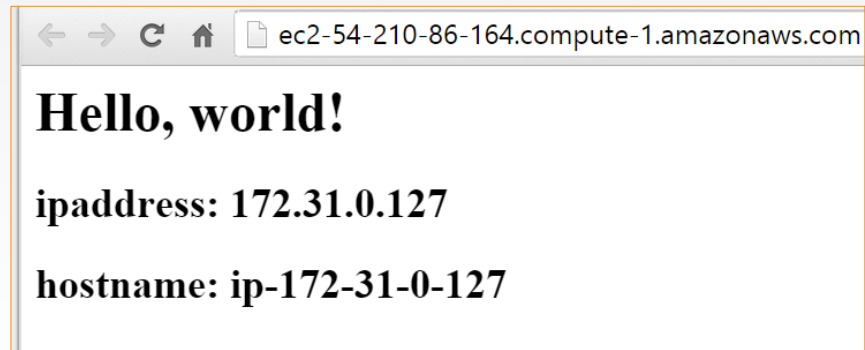 ec2-54-210-86-164.compute-1.amazonaws.com
Hello, world!
ipaddress: 172.31.0.127
hostname: ip-172-31-0-127